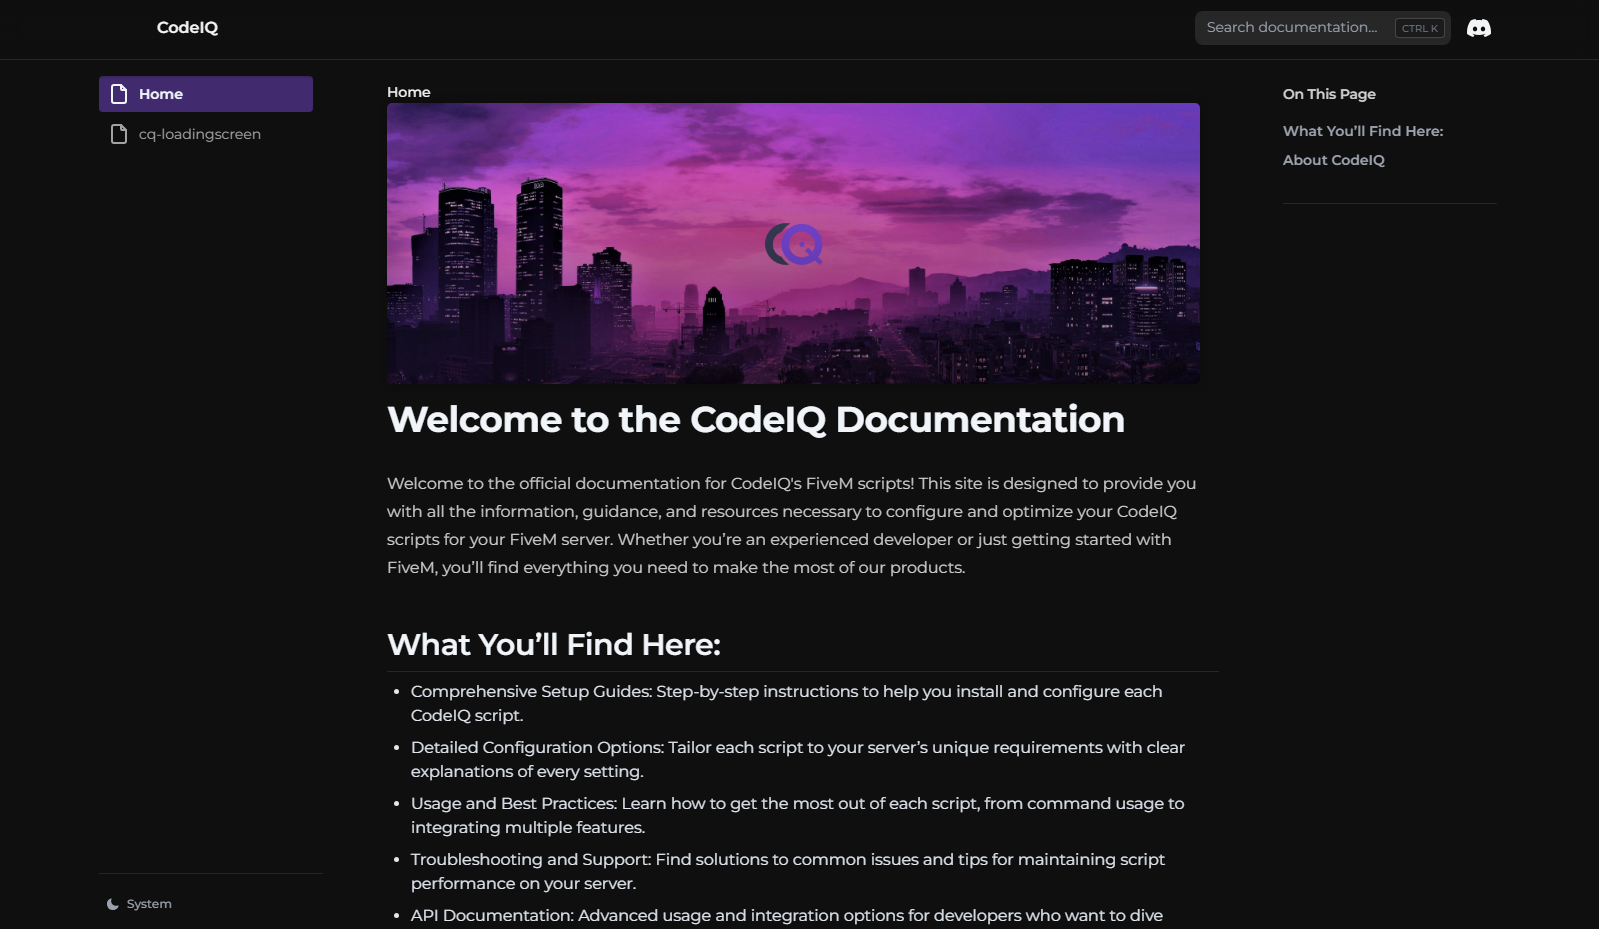 CodeIQ
Search documentation...
CTRL K
Home
cq-loadingscreen
System
Home
CQ
Welcome to the CodeIQ Documentation
Welcome to the official documentation for CodeIQ's FiveM scripts! This site is designed to provide you
with all the information, guidance, and resources necessary to configure and optimize your CodeIQ
scripts for your FiveM server. Whether you’re an experienced developer or just getting started with
FiveM, you’ll find everything you need to make the most of our products.
What You’ll Find Here:
• Comprehensive Setup Guides: Step-by-step instructions to help you install and configure each
CodeIQ script.
• Detailed Configuration Options: Tailor each script to your server’s unique requirements with clear
explanations of every setting.
• Usage and Best Practices: Learn how to get the most out of each script, from command usage to
integrating multiple features.
• Troubleshooting and Support: Find solutions to common issues and tips for maintaining script
performance on your server.
• API Documentation: Advanced usage and integration options for developers who want to dive
On This Page
What You’ll Find Here:
About CodeIQ